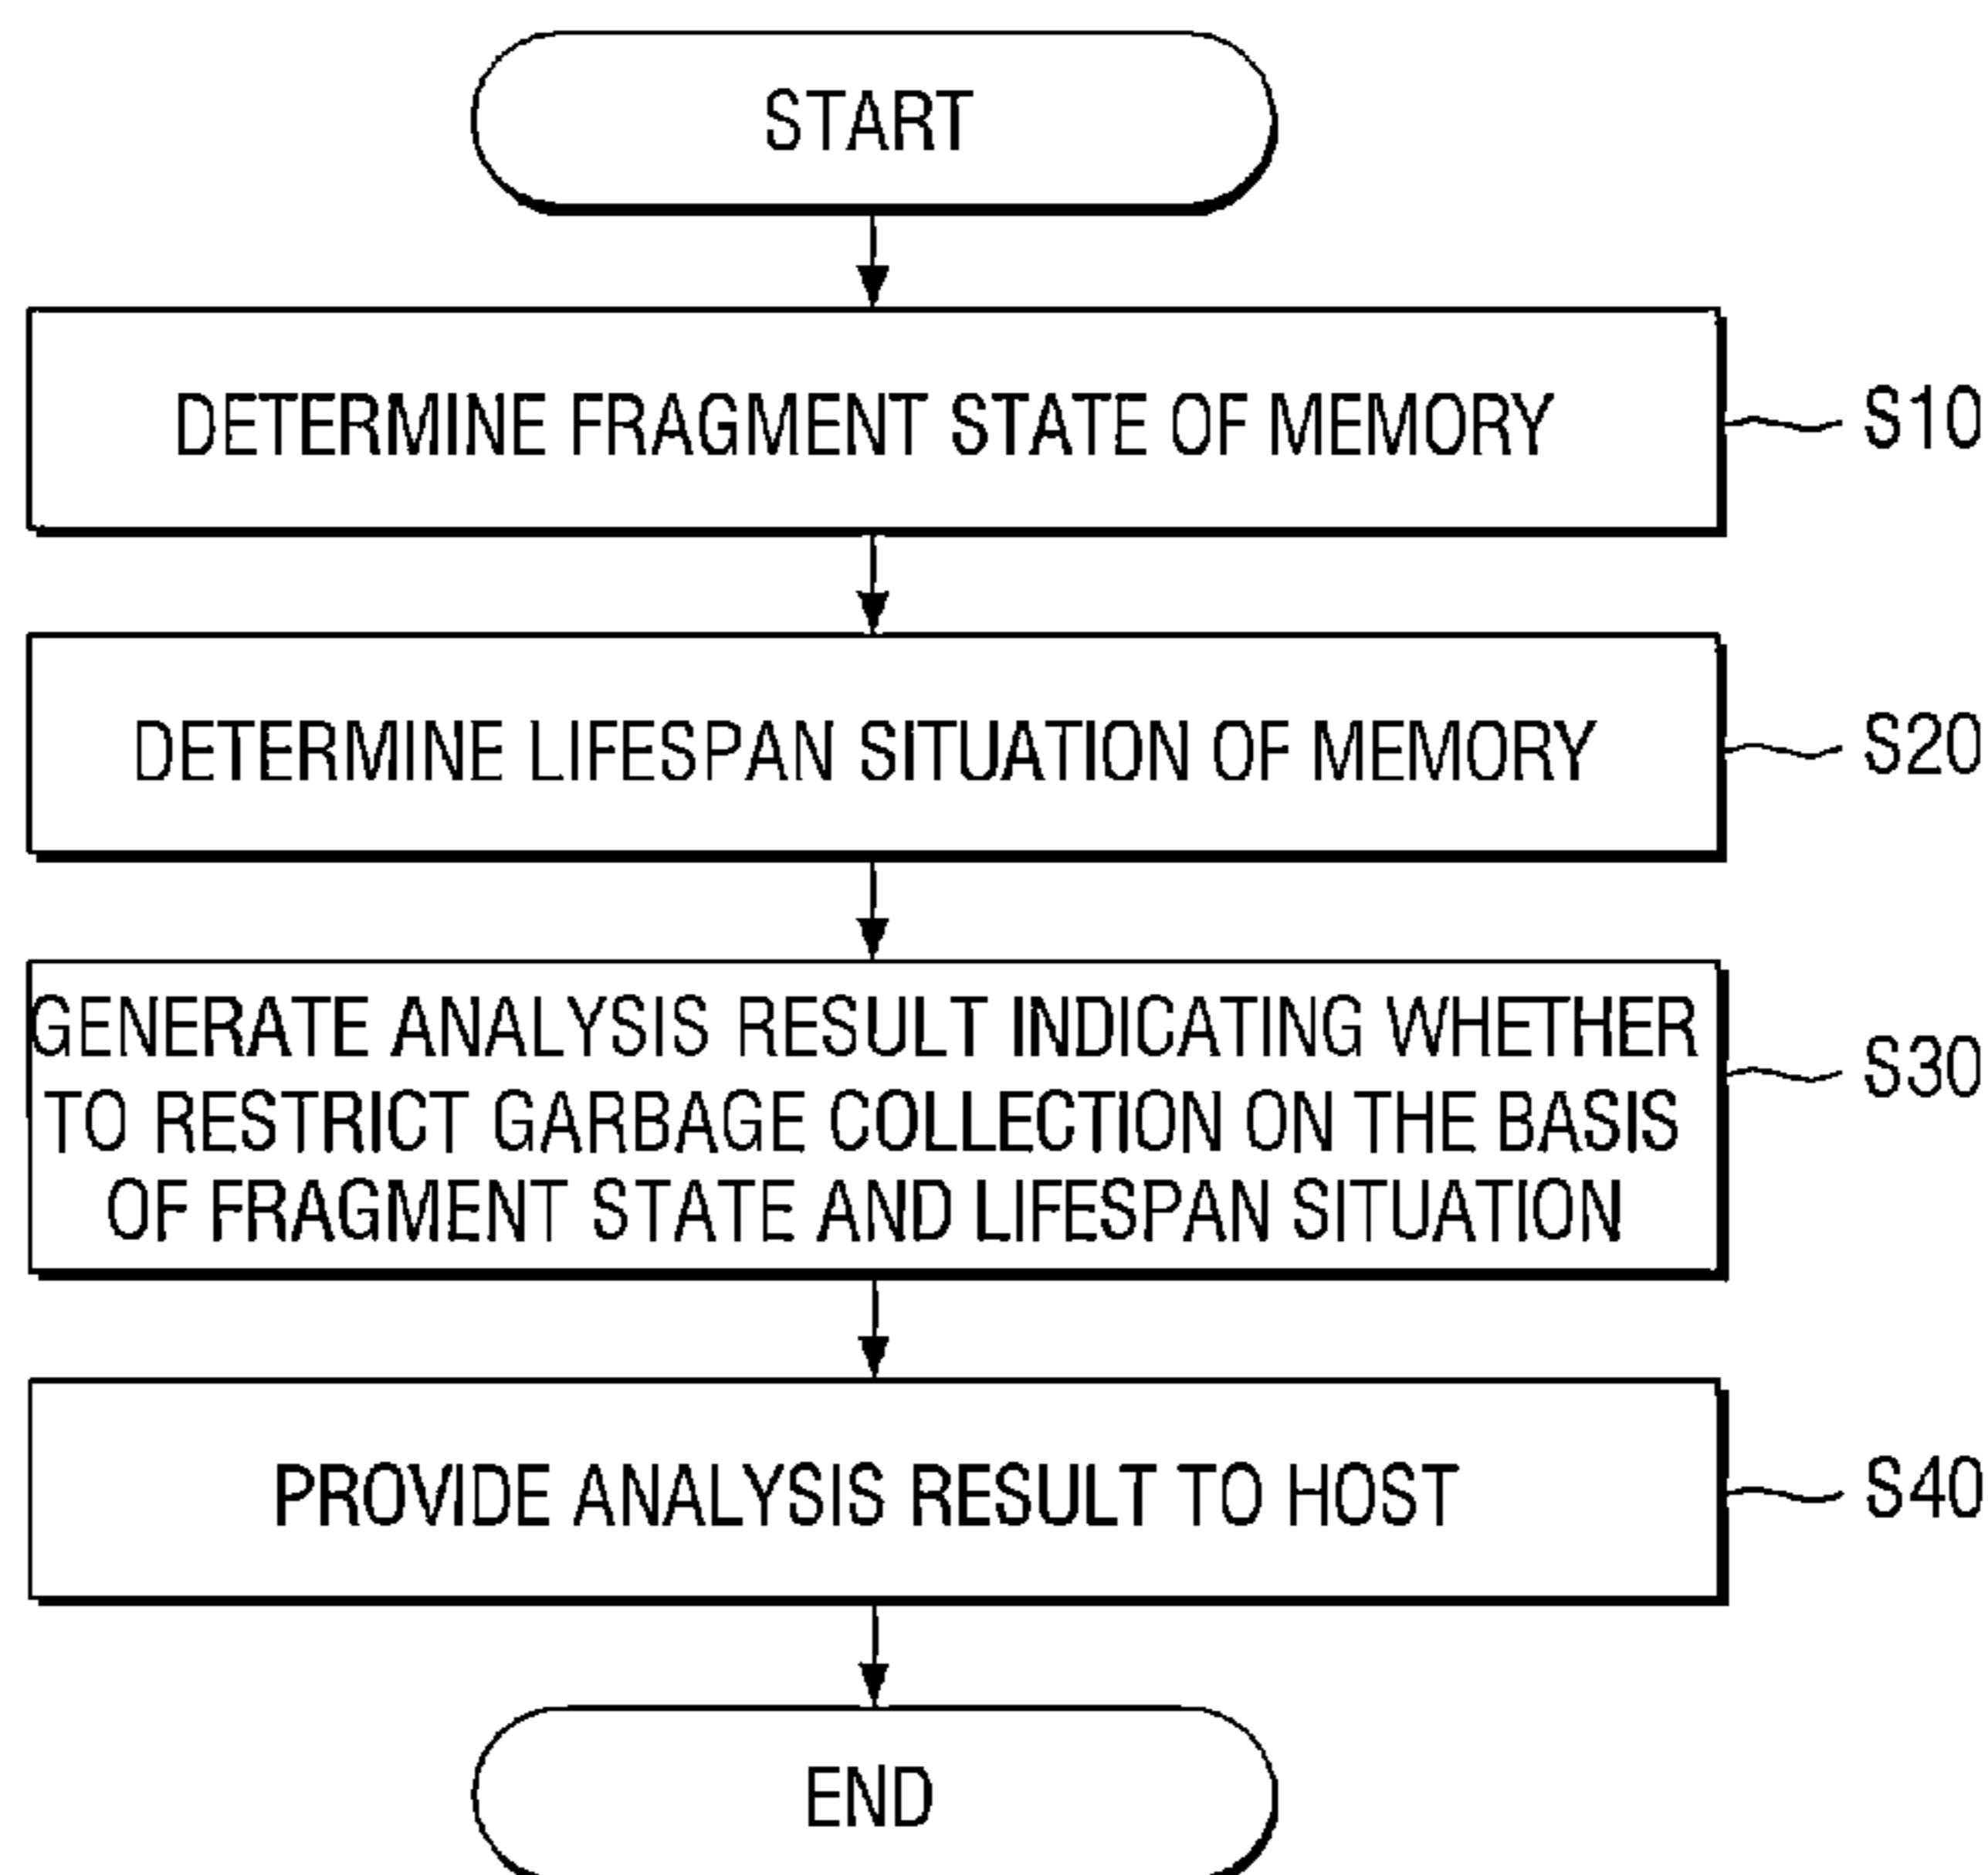 START
DETERMINE FRAGMENT STATE OF MEMORY
S10
DETERMINE LIFESPAN SITUATION OF MEMORY
S20
GENERATE ANALYSIS RESULT INDICATING WHETHER
TO RESTRICT GARBAGE COLLECTION ON THE BASIS
OF FRAGMENT STATE AND LIFESPAN SITUATION
S30
PROVIDE ANALYSIS RESULT TO HOST
S40
END